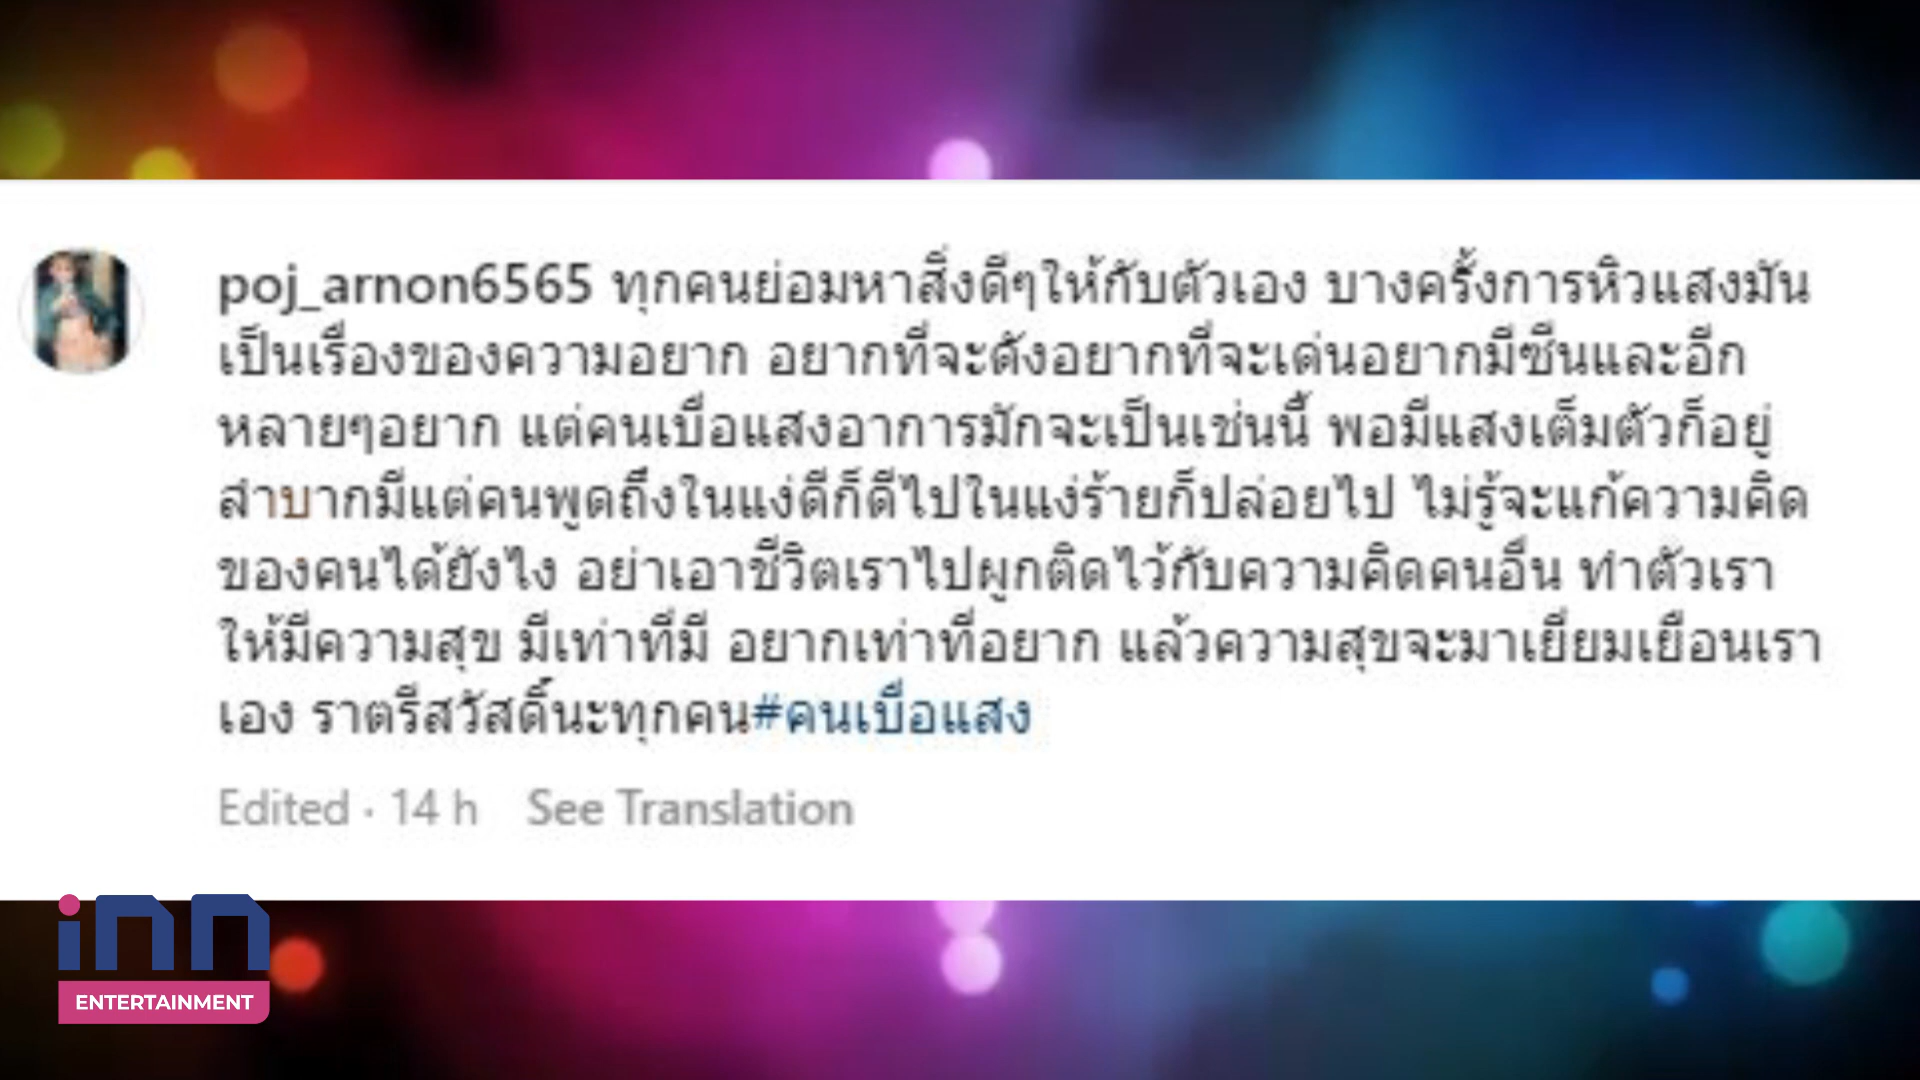 poj_arnon6565 ทุกคนย่อมหาสิ่งดีๆให้กับตัวเอง บางครั้งการหิวแสงมัน
เป็นเรื่องของความอยาก อยากที่จะดังอยากที่จะเด่นอยากมีซีนและอีก
หลายๆอยาก แต่คนเบื่อแสงอาการมักจะเป็นเช่นนี้ พอมีแสงเต็มตัวก็อยู่
สำบากมีแต่คนพูดถึงในแง่ดีก็ดีไปในแง่ร้ายก็ปล่อยไป ไม่รู้จะแก้ความคิด
ของคนได้ยังไง อย่าเอาชีวิตเราไปผูกติดไว้กับความคิดคนอื่น ทำตัวเรา
ให้มีความสุข มีเท่าที่มี อยากเท่าที่อยาก แล้วความสุขจะมาเยี่ยมเยือนเรา
เอง ราตรีสวัสดิ์นะทุกคน#คนเบื่อแสง
Edited · 14 h See Translation
inn
ENTERTAINMENT